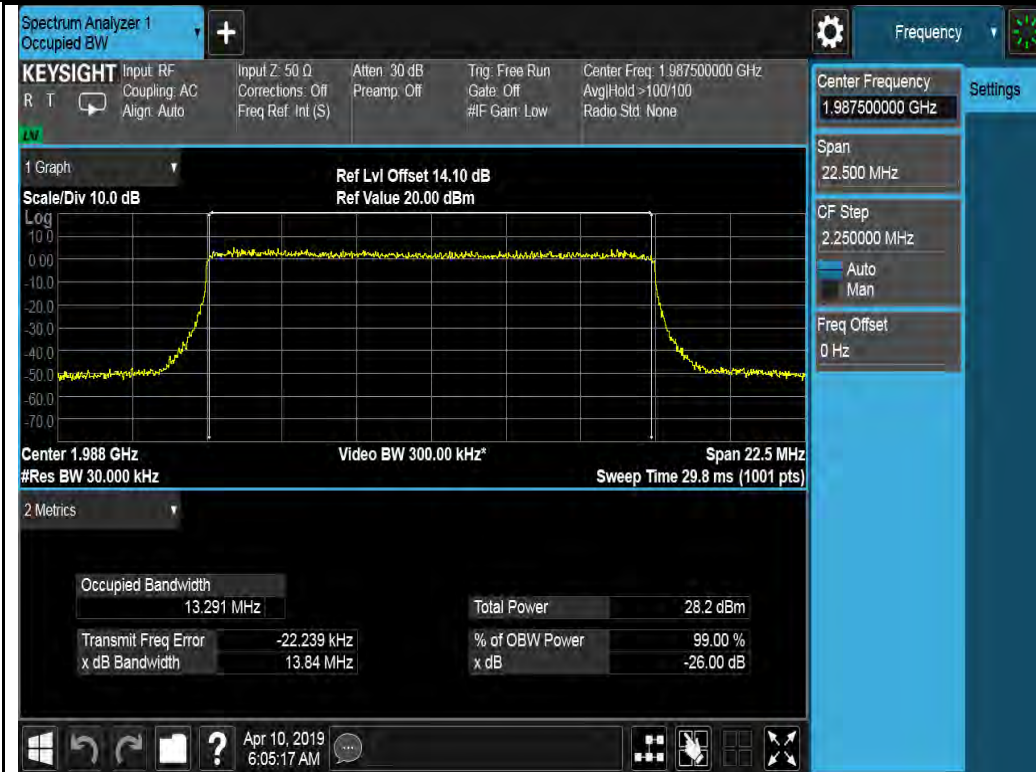 Spectrum Analyzer 1
Occupied BW
+
Frequency
KEYSIGHT
R T
LXI
Input: RF
Coupling: AC
Align: Auto
Input Z: 50 Ω
Corrections: Off
Freq Ref: Int (S)
Atten: 30 dB
Preamp: Off
Trig: Free Run
Gate: Off
#IF Gain: Low
Center Freq: 1.987500000 GHz
Avg|Hold >100/100
Radio Std: None
Center Frequency
1.987500000 GHz
Settings
Span
22.500 MHz
CF Step
2.250000 MHz
Auto
Man
Freq Offset
0 Hz
1 Graph
Scale/Div 10.0 dB
Ref Lvl Offset 14.10 dB
Ref Value 20.00 dBm
Log
10.0
0.00
-10.0
-20.0
-30.0
-40.0
-50.0
-60.0
-70.0
Center 1.988 GHz
#Res BW 30.000 kHz
Video BW 300.00 kHz*
Span 22.5 MHz
Sweep Time 29.8 ms (1001 pts)
2 Metrics
Occupied Bandwidth
13.291 MHz
Transmit Freq Error -22.239 kHz
x dB Bandwidth 13.84 MHz
Total Power 28.2 dBm
% of OBW Power 99.00 %
x dB -26.00 dB
?
Apr 10, 2019
6:05:17 AM